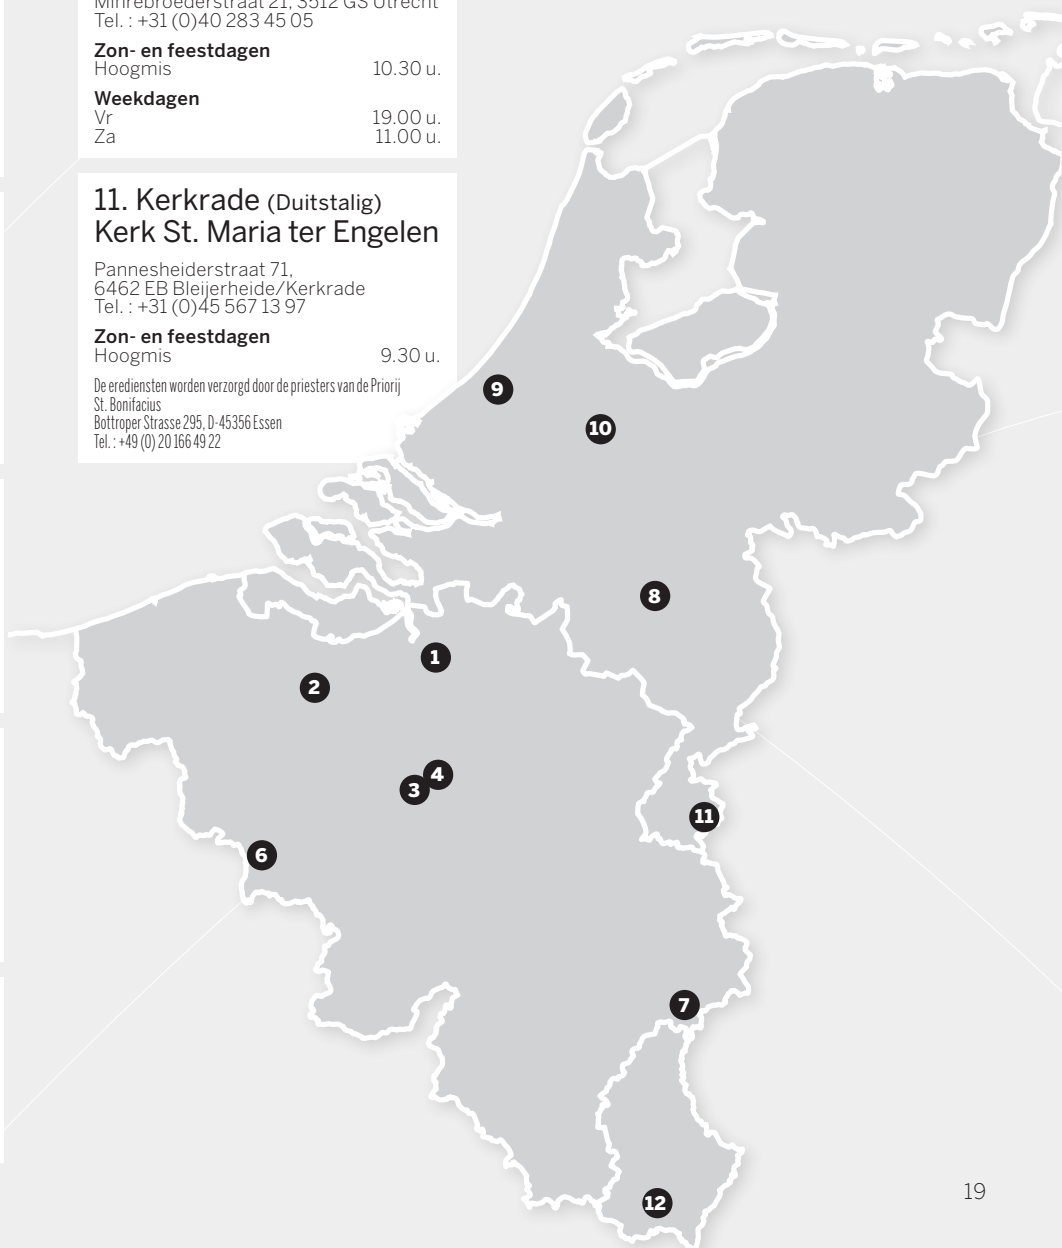 Minrebroederstraat 21, 3512 GS Utrecht
Tel. : +31 (0)40 283 45 05
Zon- en feestdagen
Hoogmis 10.30 u.
Weekdagen
Vr 19.00 u.
Za 11.00 u.
11. Kerkrade (Duitstalig)
Kerk St. Maria ter Engelen
Pannesheiderstraat 71,
6462 EB Bleijerheide/Kerkrade
Tel. : +31 (0)45 567 13 97
Zon- en feestdagen
Hoogmis 9.30 u.
De erediensten worden verzorgd door de priesters van de Priorij
St. Bonifacius
Bottroper Strasse 295, D-45356 Essen
Tel. : +49 (0) 20 166 49 22
9
10
8
1
2
4
3
11
6
7
12
19